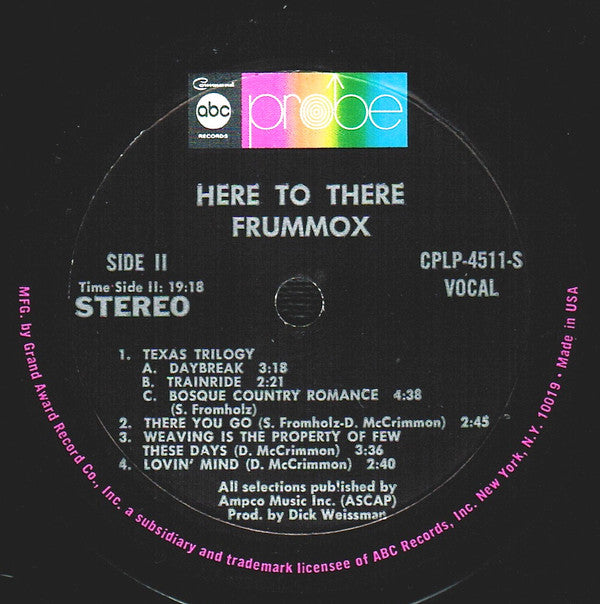 Command
abc
RECORDS
probe
HERE TO THERE
FRUMMOX
SIDE II
CPLP-4511-S
Time Side II: 19:18
VOCAL
STEREO
1. TEXAS TRILOGY
A. DAYBREAK 3:18
B. TRAINRIDE 2:21
C. BOSQUE COUNTRY ROMANCE 4:38
(S. Fromholz)
2. THERE YOU GO (S. Fromholz-D. McCrimmon) 2:45
3. WEAVING IS THE PROPERTY OF FEW
THESE DAYS (D. McCrimmon) 3:36
4. LOVIN' MIND (D. McCrimmon) 2:40
All selections published by
Ampco Music Inc. (ASCAP)
Prod. by Dick Weissman
MFG. by Grand Award Record Co., Inc. a subsidiary and trademark licensee of ABC Records, Inc. New York, N.Y. 10019 • Made in USA